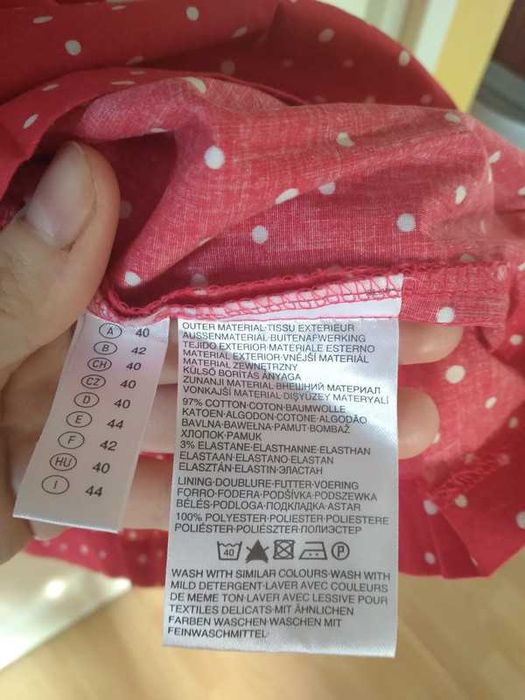 A 40
B 42
CH 40
CZ 40
D 40
E 44
F 42
HU 40
I 44
OUTER MATERIAL·TISSU EXTERIEUR
AUSSENMATERIAL·BUITENAFWERKING
TEJIDO EXTERIOR·MATERIALE ESTERNO
MATERIAL EXTERIOR·VNĚJŠÍ MATERIÁL
MATERIAŁ ZEWNĘTRZNY
KÜLSŐ BORÍTÁS ANYAGA
ZUNANJI MATERIAL·ВНЕШНИЙ МАТЕРИАЛ
VONKAJŠÍ MATERIÁL·DIŞYÜZEY MATERYALİ
97% COTTON·COTON·BAUMWOLLE
KATOEN·ALGODON·COTONE·ALGODÃO
BAVLNA·BAWEŁNA·PAMUT·BOMBAŽ
ХЛОПОК·PAMUK
3% ELASTANE·ELASTHANNE·ELASTHAN
ELASTAAN·ELASTANO·ELASTAN
ELASZTÁN·ELASTIN·ЭЛАСТАН
LINING·DOUBLURE·FUTTER·VOERING
FORRO·FODERA·PODŠÍVKA·PODSZEWKA
BÉLÉS·PODLOGA·ПОДКЛАДКА·ASTAR
100% POLYESTER·POLIESTER·POLIESTERE
POLIÉSTER·POLIÉSZTER·ПОЛИЭСТЕР
40 P
WASH WITH SIMILAR COLOURS·WASH WITH
MILD DETERGENT·LAVER AVEC COULEURS
DE MEME TON·LAVER AVEC LESSIVE POUR
TEXTILES DELICATS·MIT ÄHNLICHEN
FARBEN WASCHEN·WASCHEN MIT
FEINWASCHMITTEL